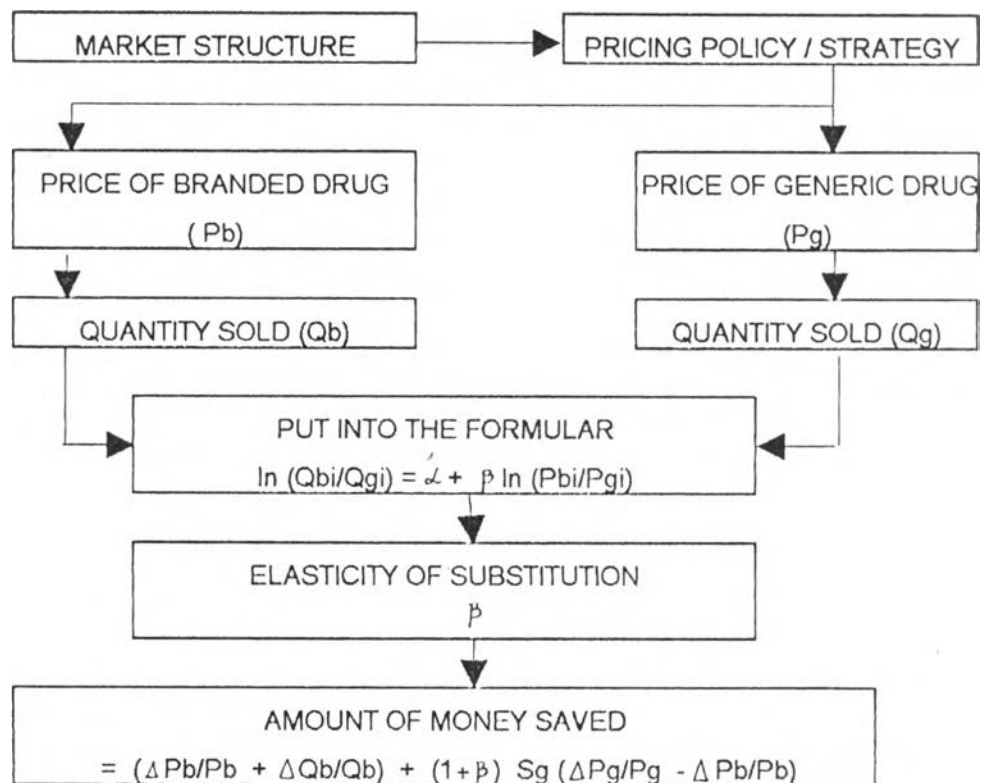 MARKET STRUCTURE
PRICING POLICY / STRATEGY
PRICE OF BRANDED DRUG
( Pb)
PRICE OF GENERIC DRUG
(Pg)
QUANTITY SOLD (Qb)
QUANTITY SOLD (Qg)
PUT INTO THE FORMULAR
ln (Qbi/Qgi) = α + β ln (Pbi/Pgi)
ELASTICITY OF SUBSTITUTION
β
AMOUNT OF MONEY SAVED
= (ΔPb/Pb + ΔQb/Qb) + (1+β) Sg (ΔPg/Pg - ΔPb/Pb)